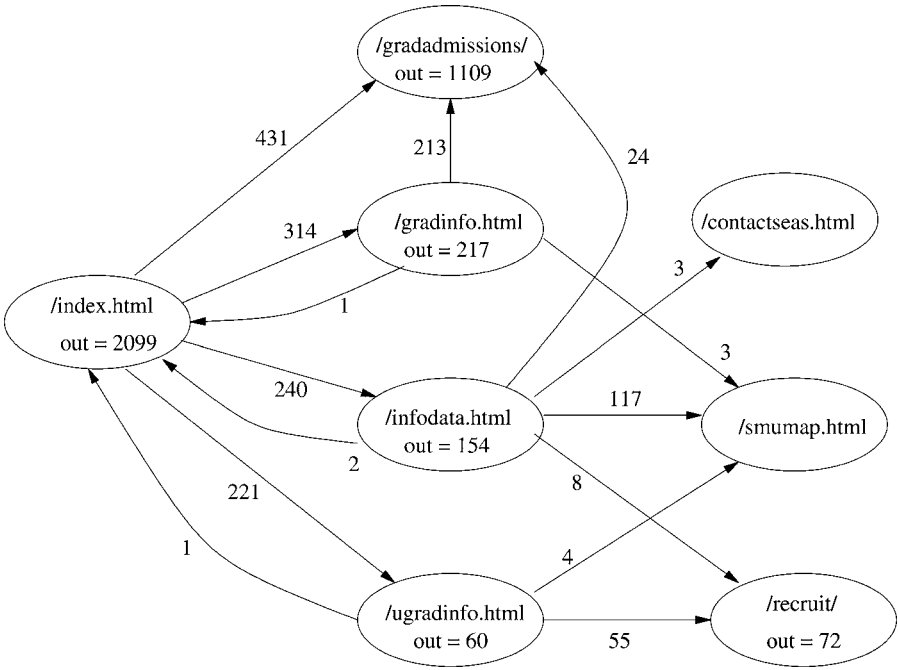 /gradadmissions/
out = 1109
431
213
24
/gradinfo.html
out = 217
/contactseas.html
314
3
1
/index.html
out = 2099
3
240
/infodata.html
out = 154
117
/smumap.html
2
221
8
1
4
/ugradinfo.html
out = 60
55
/recruit/
out = 72